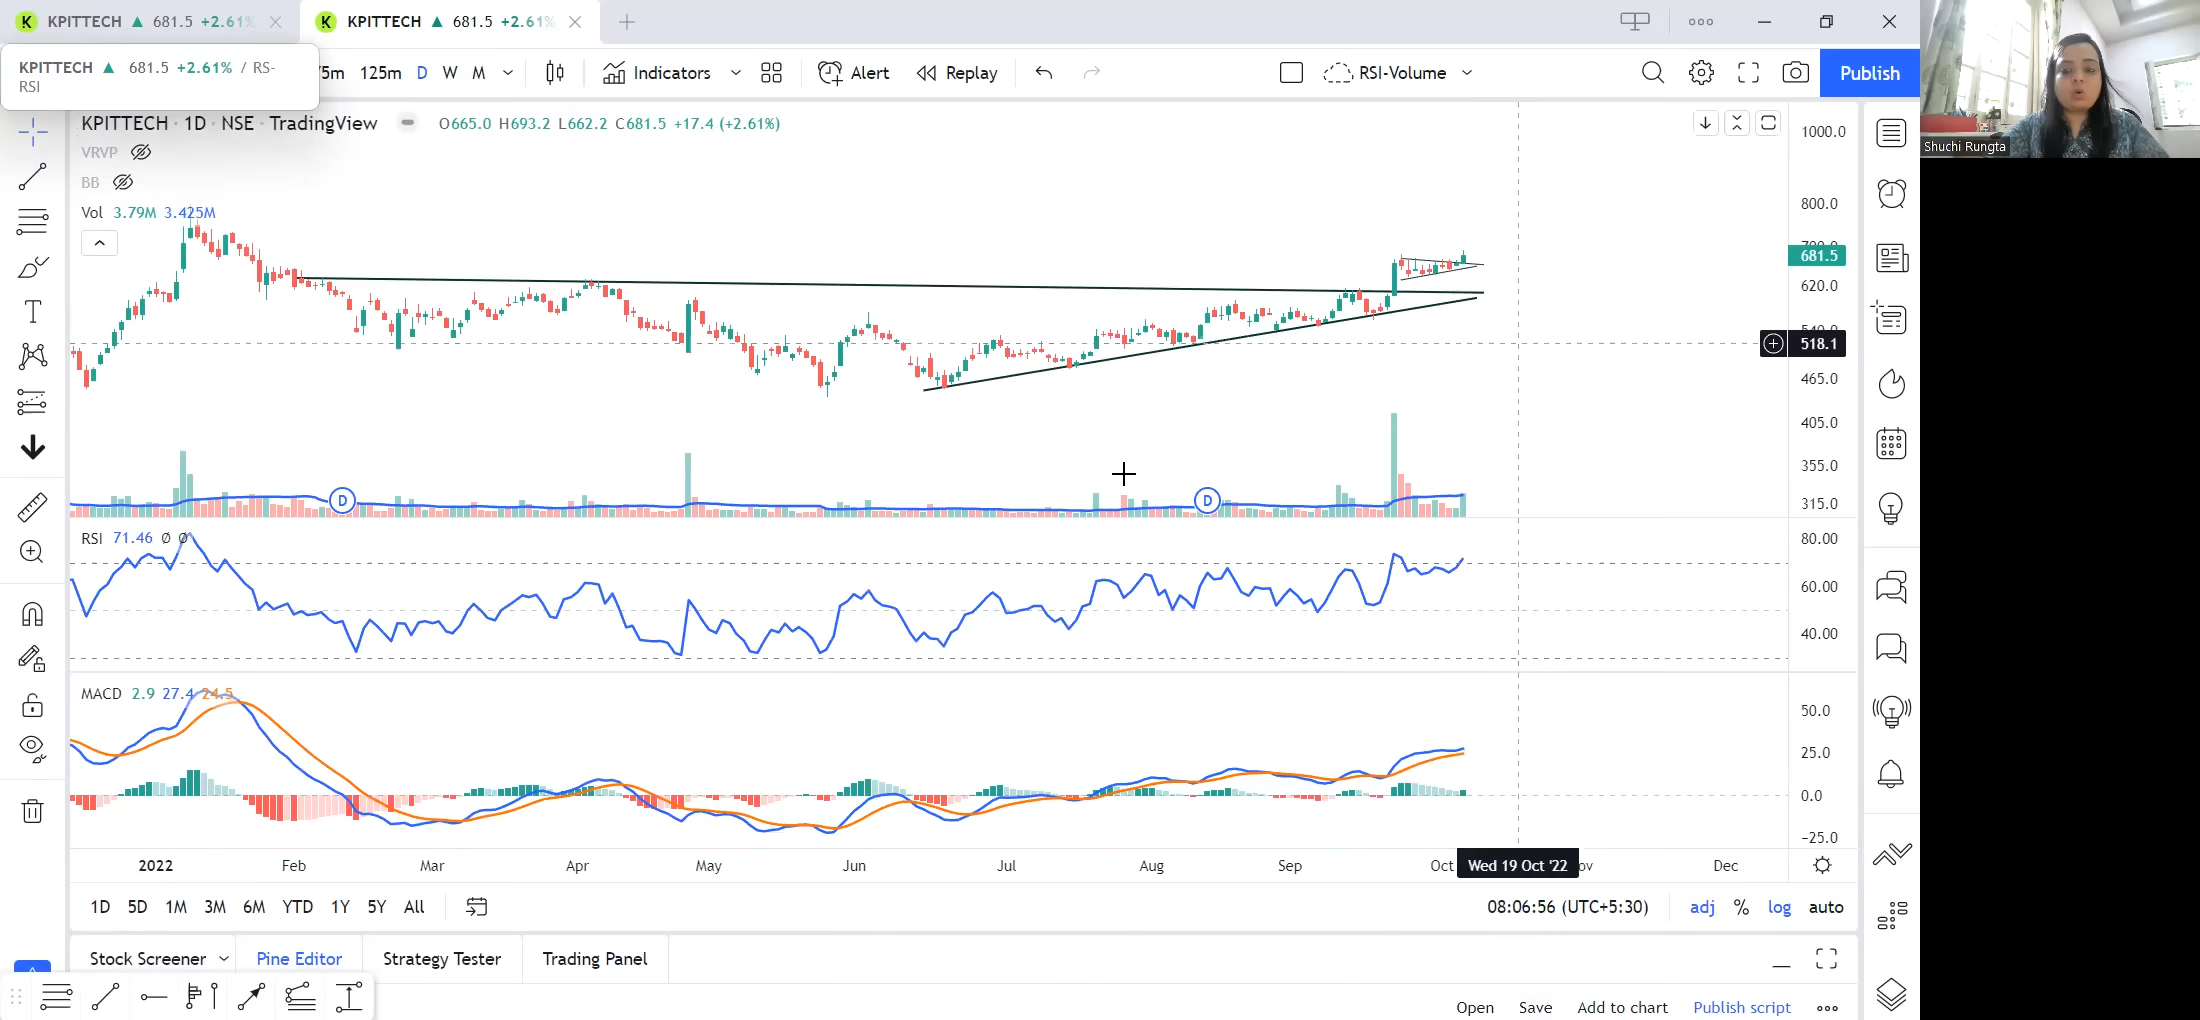 KPITTECH ▲ 681.5 +2.61%
KPITTECH ▲ 681.5 +2.61%
KPITTECH ▲ 681.5 +2.61% / RS-
RSI
5m 125m D W M Indicators Alert Replay RSI-Volume Publish
KPITTECH · 1D · NSE · TradingView O665.0 H693.2 L662.2 C681.5 +17.4 (+2.61%)
VRVP
BB
Vol 3.79M 3.425M
1000.0
800.0
681.5
620.0
518.1
465.0
405.0
355.0
315.0
D D
RSI 71.46 Ø Ø
80.00
60.00
40.00
MACD 2.9 27.4 24.5
50.0
25.0
0.0
−25.0
2022 Feb Mar Apr May Jun Jul Aug Sep Oct Wed 19 Oct '22 ov Dec
1D 5D 1M 3M 6M YTD 1Y 5Y All 08:06:56 (UTC+5:30) adj % log auto
Stock Screener Pine Editor Strategy Tester Trading Panel
Open Save Add to chart Publish script
Shuchi Rungta